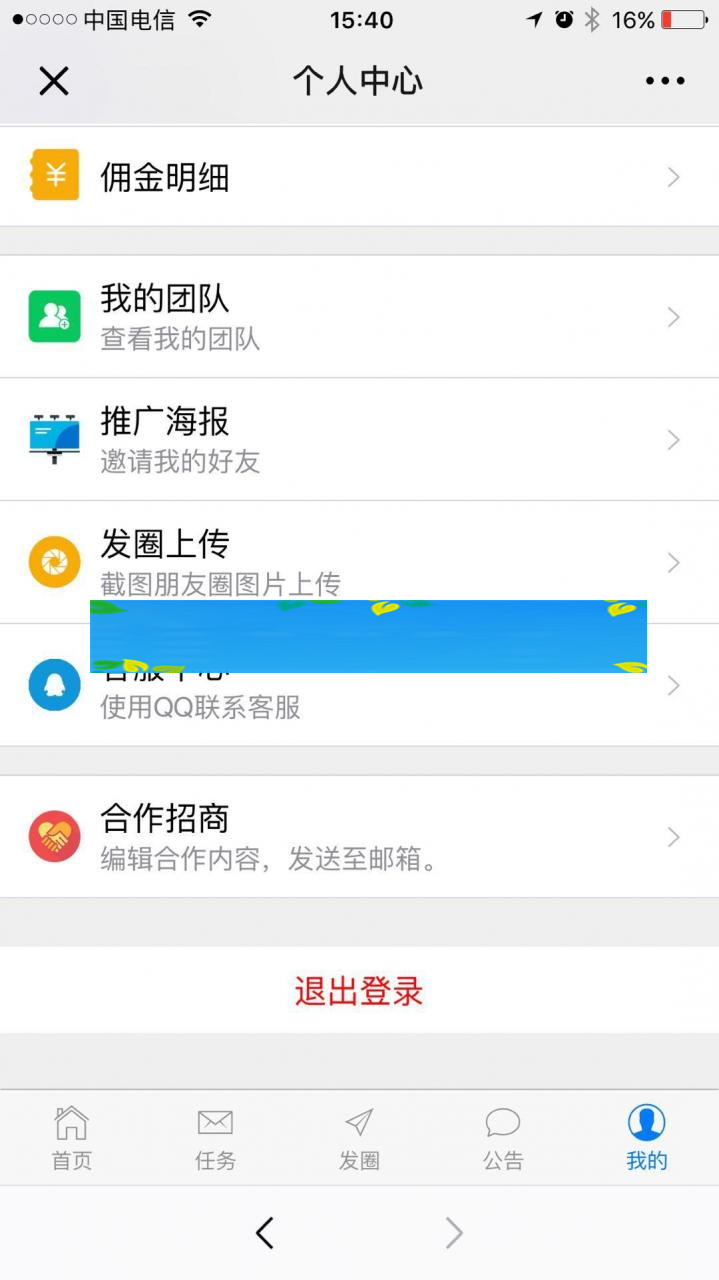 中国电信 15:40 16%
个人中心
佣金明细
我的团队
查看我的团队
推广海报
邀请我的好友
发圈上传
截图朋友圈图片上传
客服中心
使用QQ联系客服
合作招商
编辑合作内容，发送至邮箱。
退出登录
首页 任务 发圈 公告 我的